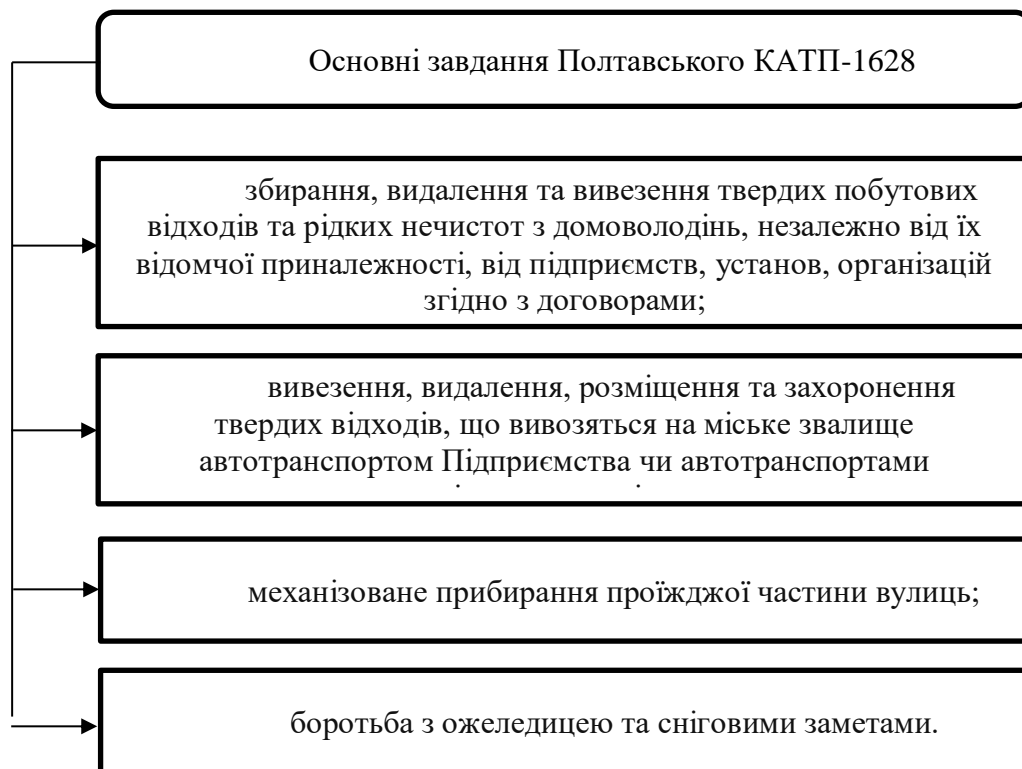 Основні завдання Полтавського КАТП-1628
збирання, видалення та вивезення твердих побутових
відходів та рідких нечистот з домоволодінь, незалежно від їх
відомчої приналежності, від підприємств, установ, організацій
згідно з договорами;
вивезення, видалення, розміщення та захоронення
твердих відходів, що вивозяться на міське звалище
автотранспортом Підприємства чи автотранспортами
механізоване прибирання проїжджої частини вулиць;
боротьба з ожеледицею та сніговими заметами.